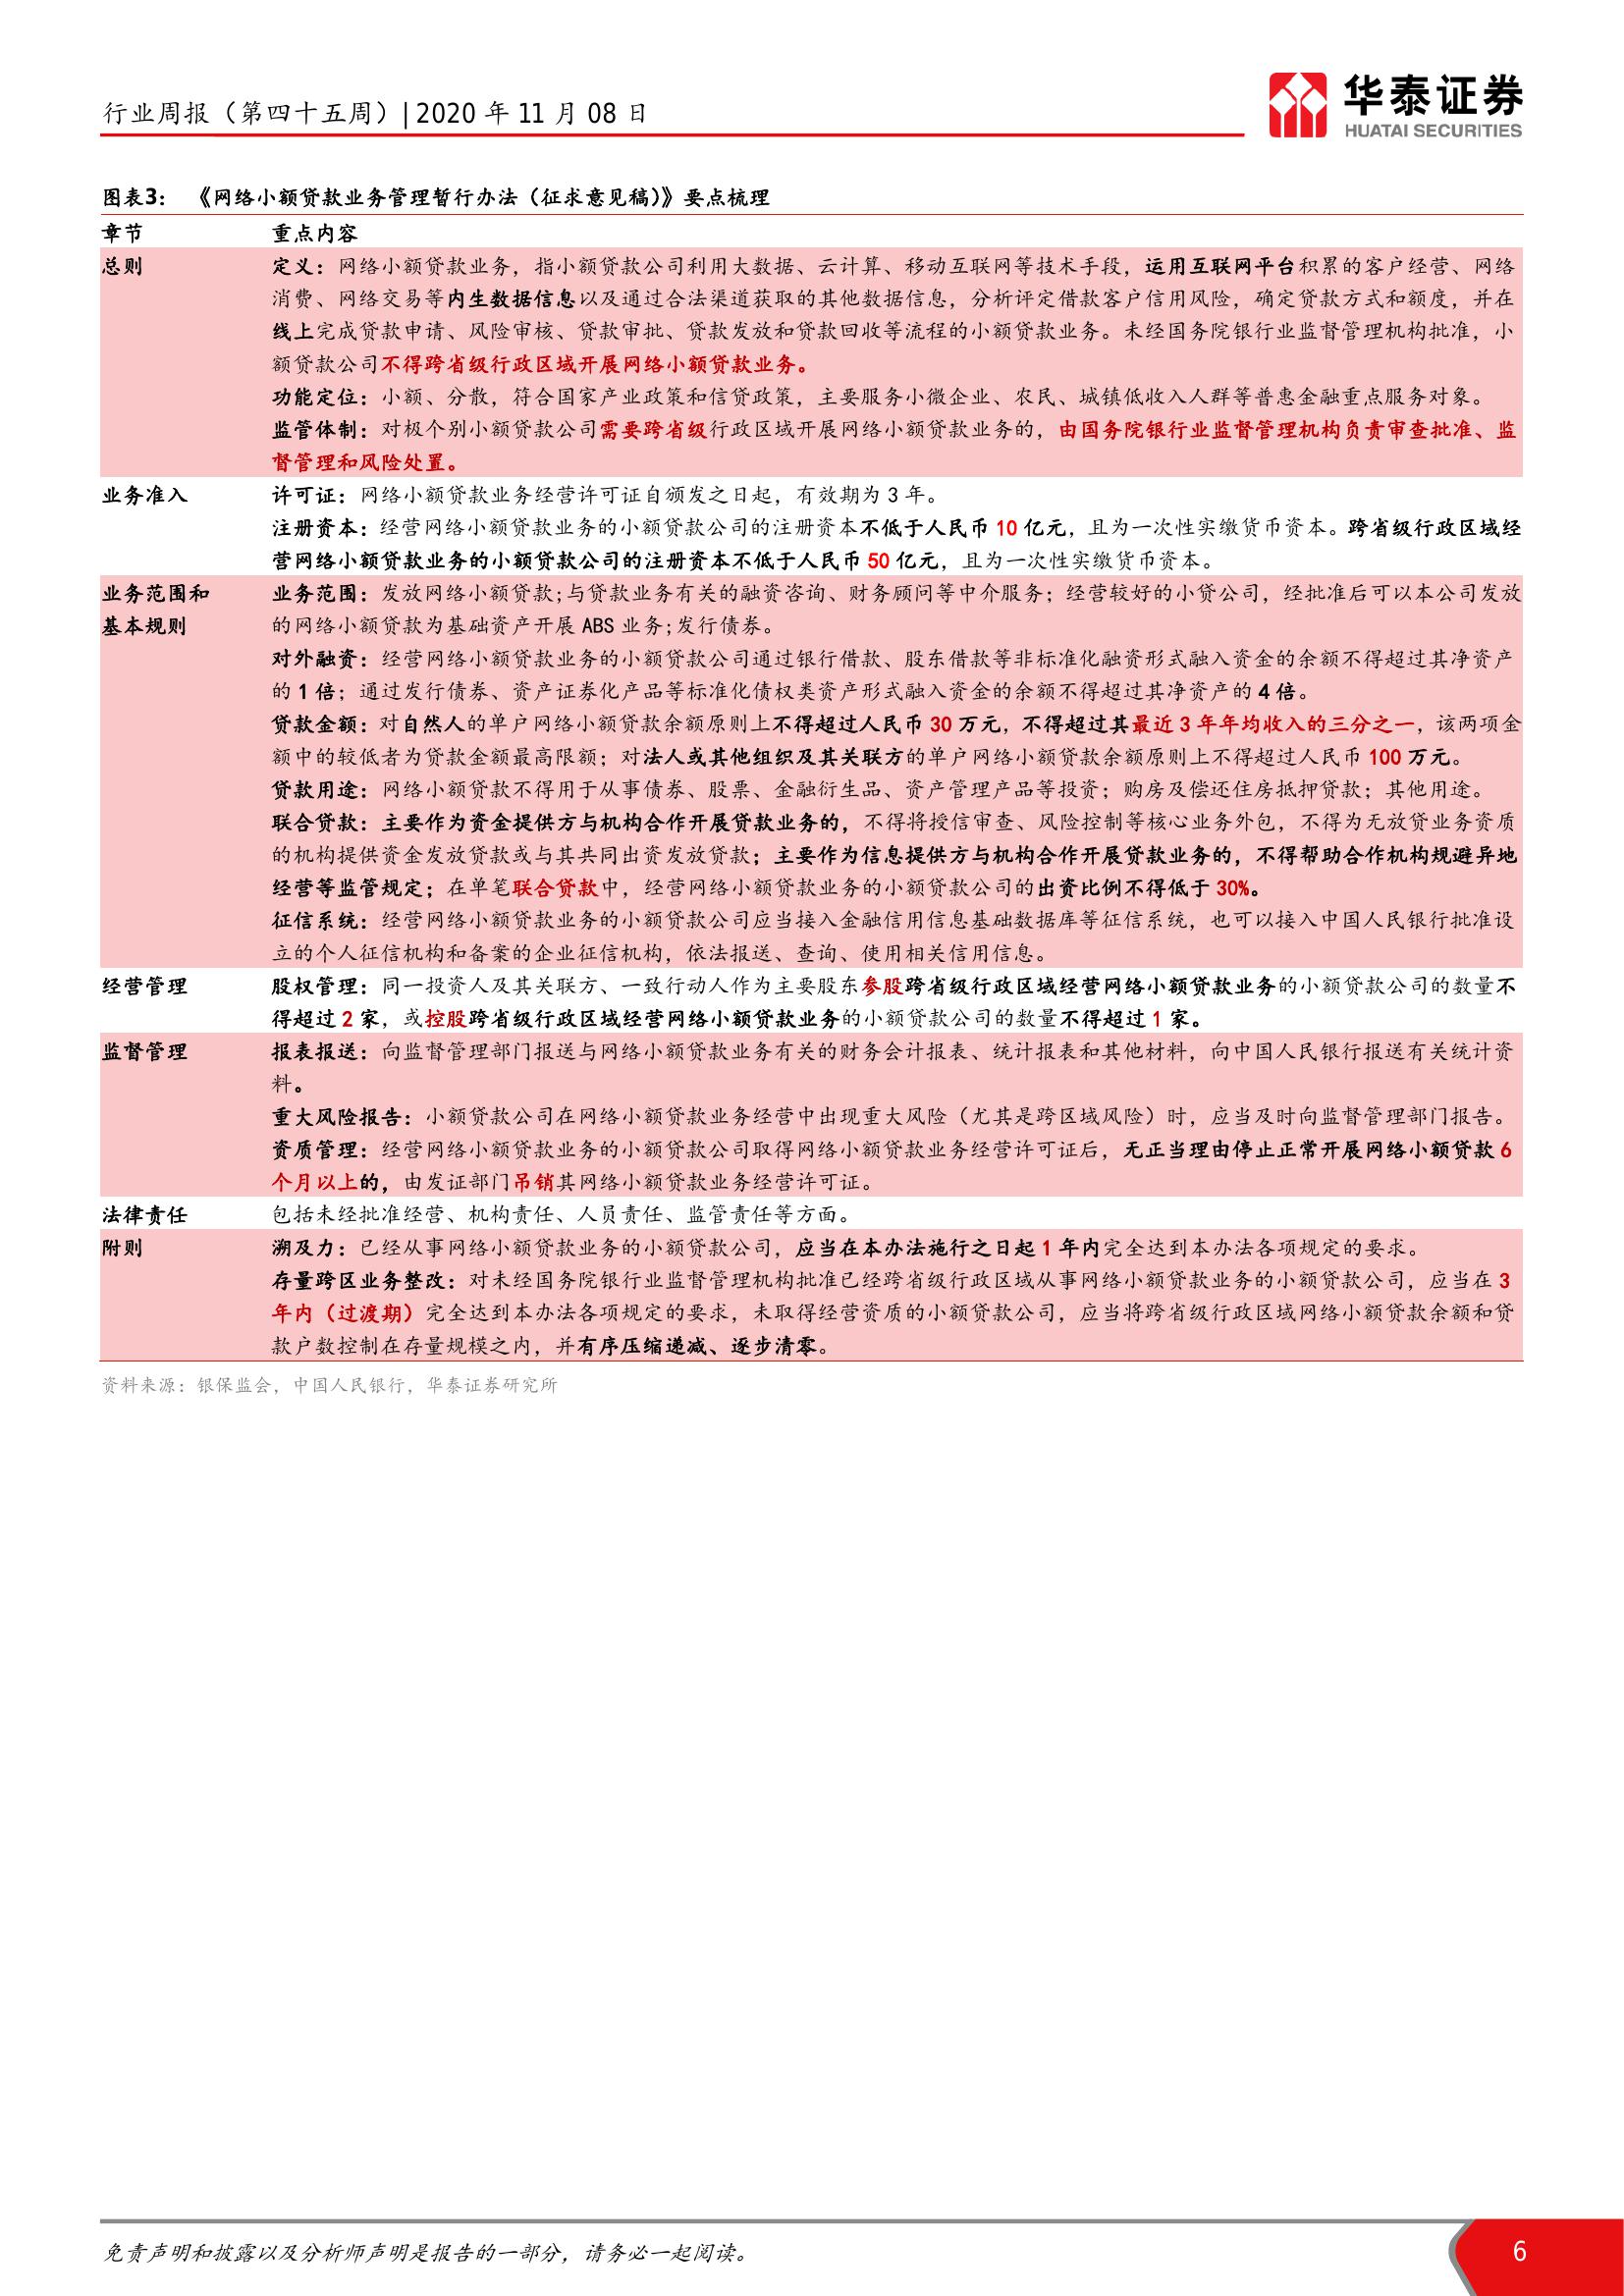 行业周报（第四十五周）| 2020 年 11 月 08 日
华泰证券
HUATAI SECURITIES
图表3： 《网络小额贷款业务管理暂行办法（征求意见稿）》要点梳理
章节 重点内容
总则 定义：网络小额贷款业务，指小额贷款公司利用大数据、云计算、移动互联网等技术手段，运用互联网平台积累的客户经营、网络
消费、网络交易等内生数据信息以及通过合法渠道获取的其他数据信息，分析评定借款客户信用风险，确定贷款方式和额度，并在
线上完成贷款申请、风险审核、贷款审批、贷款发放和贷款回收等流程的小额贷款业务。未经国务院银行业监督管理机构批准，小
额贷款公司不得跨省级行政区域开展网络小额贷款业务。
功能定位：小额、分散，符合国家产业政策和信贷政策，主要服务小微企业、农民、城镇低收入人群等普惠金融重点服务对象。
监管体制：对极个别小额贷款公司需要跨省级行政区域开展网络小额贷款业务的，由国务院银行业监督管理机构负责审查批准、监
督管理和风险处置。
业务准入 许可证：网络小额贷款业务经营许可证自颁发之日起，有效期为 3 年。
注册资本：经营网络小额贷款业务的小额贷款公司的注册资本不低于人民币 10 亿元，且为一次性实缴货币资本。跨省级行政区域经
营网络小额贷款业务的小额贷款公司的注册资本不低于人民币 50 亿元，且为一次性实缴货币资本。
业务范围和 业务范围：发放网络小额贷款;与贷款业务有关的融资咨询、财务顾问等中介服务；经营较好的小贷公司，经批准后可以本公司发放
基本规则 的网络小额贷款为基础资产开展 ABS 业务;发行债券。
对外融资：经营网络小额贷款业务的小额贷款公司通过银行借款、股东借款等非标准化融资形式融入资金的余额不得超过其净资产
的 1 倍；通过发行债券、资产证券化产品等标准化债权类资产形式融入资金的余额不得超过其净资产的 4 倍。
贷款金额：对自然人的单户网络小额贷款余额原则上不得超过人民币 30 万元，不得超过其最近 3 年年均收入的三分之一，该两项金
额中的较低者为贷款金额最高限额；对法人或其他组织及其关联方的单户网络小额贷款余额原则上不得超过人民币 100 万元。
贷款用途：网络小额贷款不得用于从事债券、股票、金融衍生品、资产管理产品等投资；购房及偿还住房抵押贷款；其他用途。
联合贷款：主要作为资金提供方与机构合作开展贷款业务的，不得将授信审查、风险控制等核心业务外包，不得为无放贷业务资质
的机构提供资金发放贷款或与其共同出资发放贷款；主要作为信息提供方与机构合作开展贷款业务的，不得帮助合作机构规避异地
经营等监管规定；在单笔联合贷款中，经营网络小额贷款业务的小额贷款公司的出资比例不得低于 30%。
征信系统：经营网络小额贷款业务的小额贷款公司应当接入金融信用信息基础数据库等征信系统，也可以接入中国人民银行批准设
立的个人征信机构和备案的企业征信机构，依法报送、查询、使用相关信用信息。
经营管理 股权管理：同一投资人及其关联方、一致行动人作为主要股东参股跨省级行政区域经营网络小额贷款业务的小额贷款公司的数量不
得超过 2 家，或控股跨省级行政区域经营网络小额贷款业务的小额贷款公司的数量不得超过 1 家。
监督管理 报表报送：向监督管理部门报送与网络小额贷款业务有关的财务会计报表、统计报表和其他材料，向中国人民银行报送有关统计资
料。
重大风险报告：小额贷款公司在网络小额贷款业务经营中出现重大风险（尤其是跨区域风险）时，应当及时向监督管理部门报告。
资质管理：经营网络小额贷款业务的小额贷款公司取得网络小额贷款业务经营许可证后，无正当理由停止正常开展网络小额贷款 6
个月以上的，由发证部门吊销其网络小额贷款业务经营许可证。
法律责任 包括未经批准经营、机构责任、人员责任、监管责任等方面。
附则 溯及力：已经从事网络小额贷款业务的小额贷款公司，应当在本办法施行之日起 1 年内完全达到本办法各项规定的要求。
存量跨区业务整改：对未经国务院银行业监督管理机构批准已经跨省级行政区域从事网络小额贷款业务的小额贷款公司，应当在 3
年内（过渡期）完全达到本办法各项规定的要求，未取得经营资质的小额贷款公司，应当将跨省级行政区域网络小额贷款余额和贷
款户数控制在存量规模之内，并有序压缩递减、逐步清零。
资料来源：银保监会，中国人民银行，华泰证券研究所
免责声明和披露以及分析师声明是报告的一部分，请务必一起阅读。 6